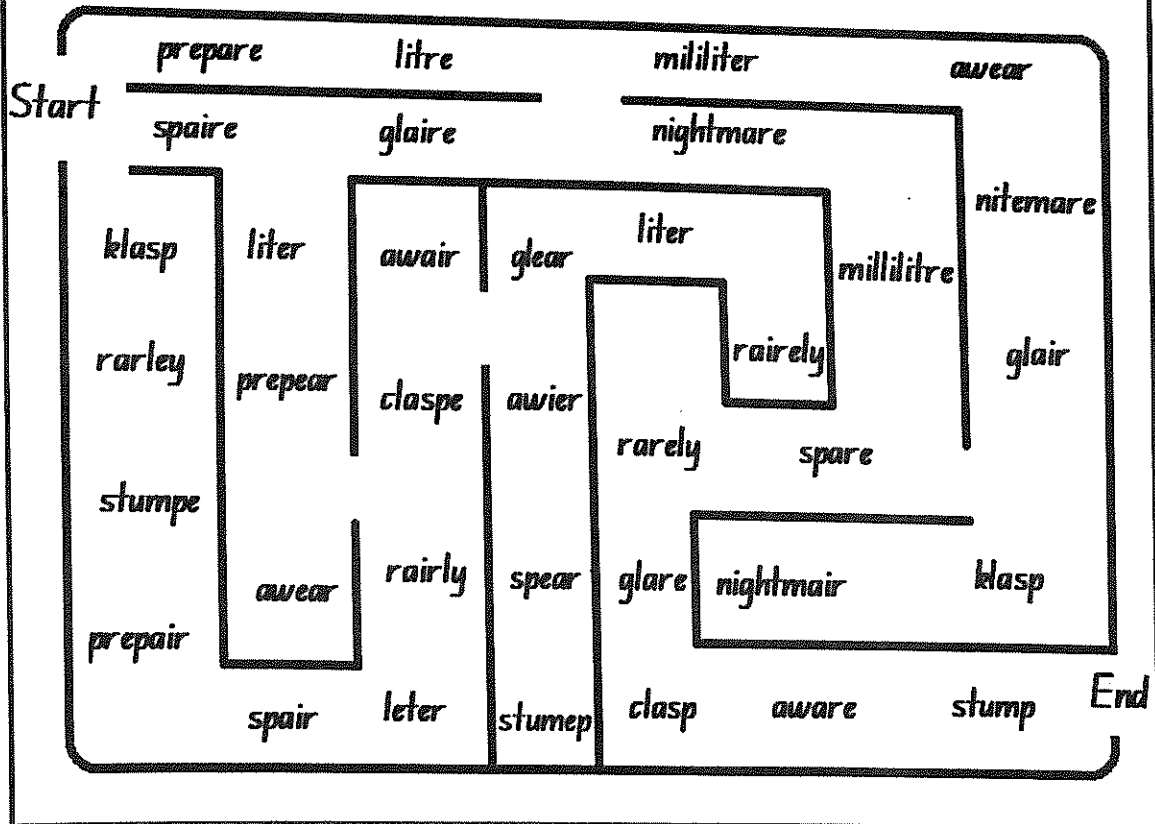 prepare litre mililiter awear
Start
spaire glaire nightmare
nitemare
klasp liter awair glear liter
millilitre
rarley prepear claspe awier rairely glair
rarely spare
stumpe
awear rairly spear glare nightmair klasp
prepair
spair leter stumep clasp aware stump End